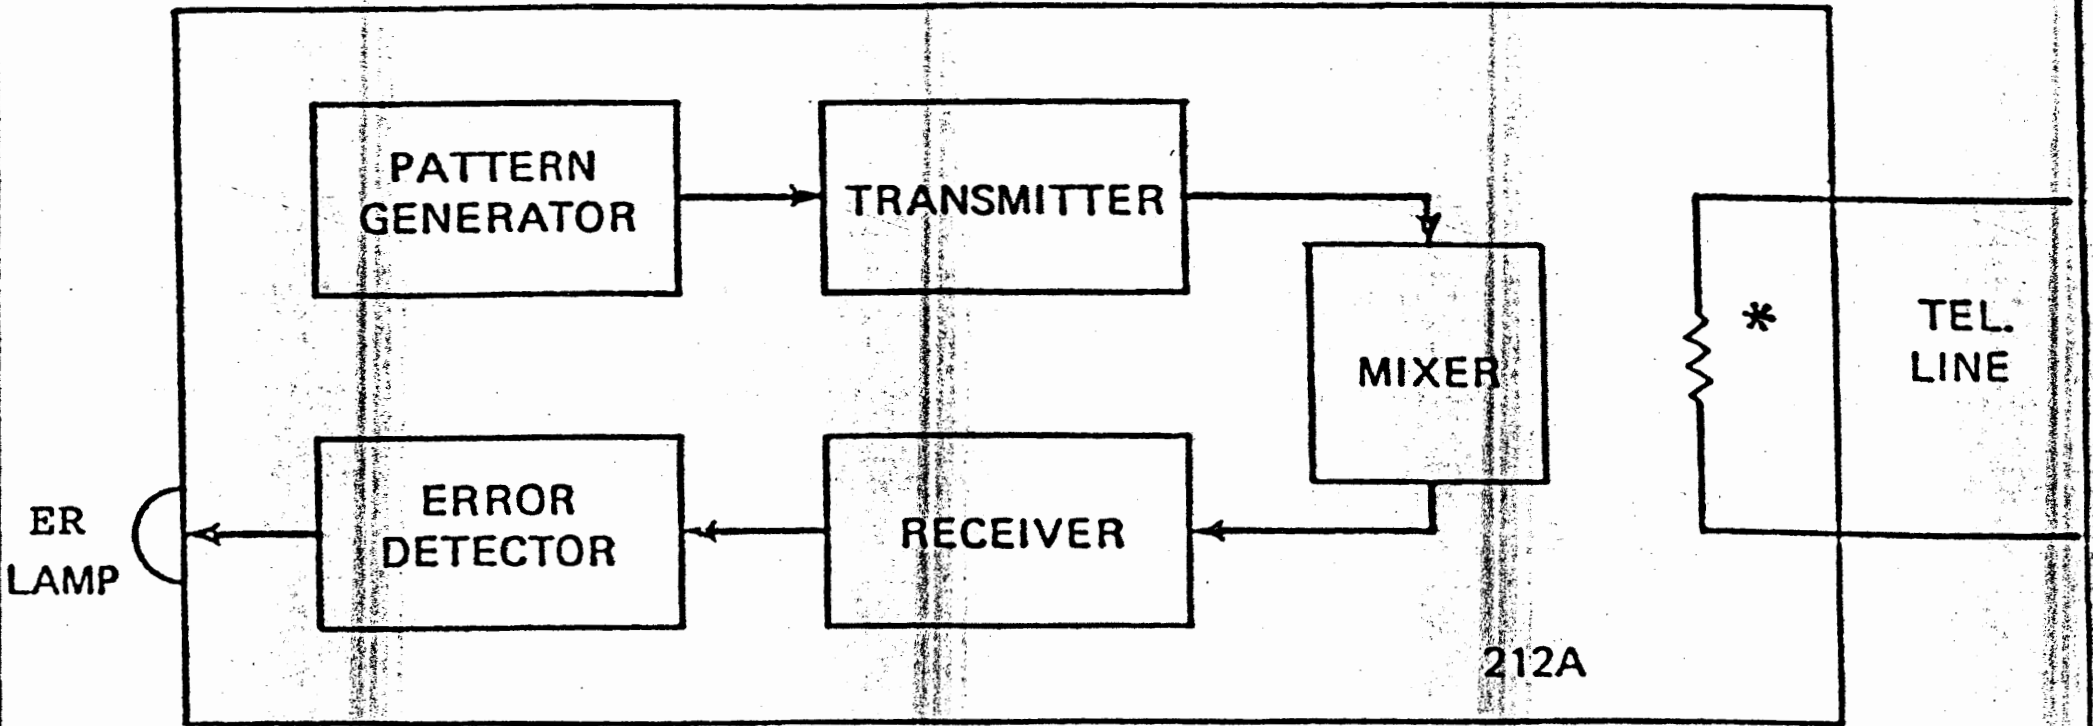 PATTERN
GENERATOR
TRANSMITTER
MIXER
*
TEL.
LINE
ER
LAMP
ERROR
DETECTOR
RECEIVER
212A